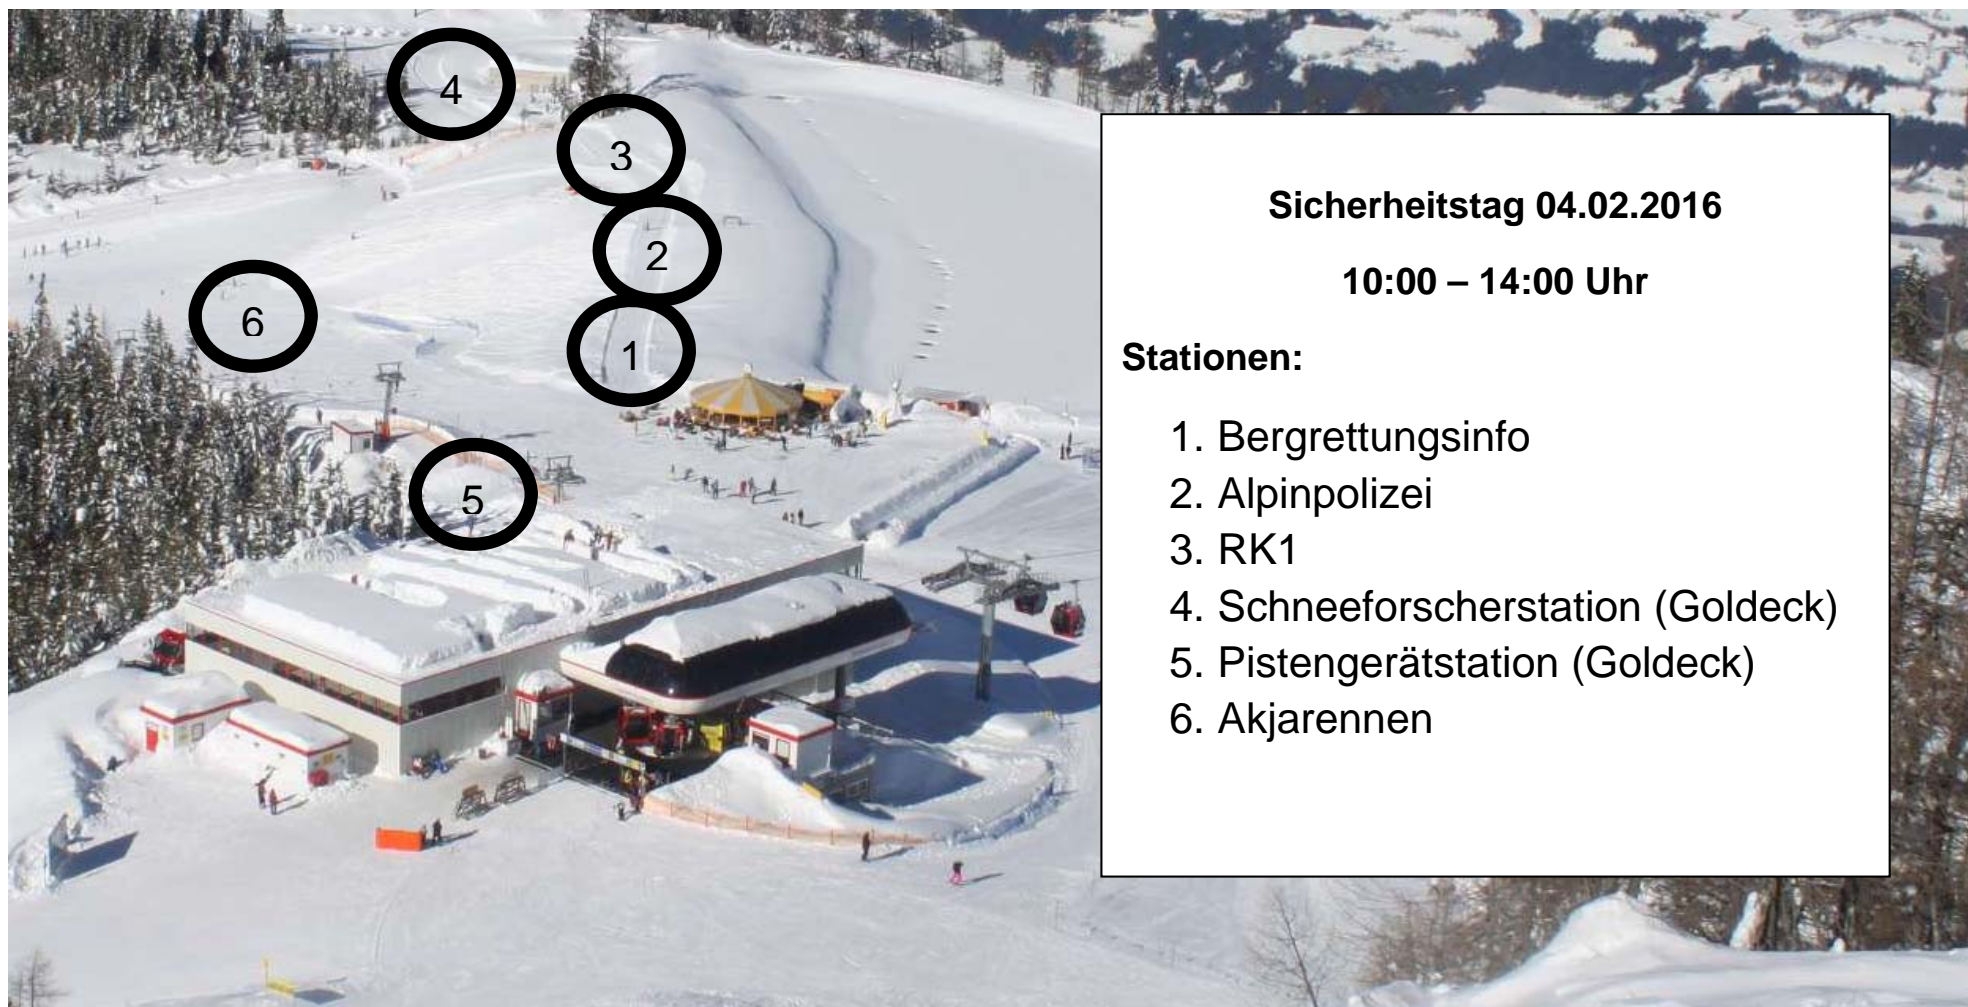 4
3
2
6
1
5
Sicherheitstag 04.02.2016
10:00 – 14:00 Uhr
Stationen:
1. Bergrettungsinfo
2. Alpinpolizei
3. RK1
4. Schneeforscherstation (Goldeck)
5. Pistengerätstation (Goldeck)
6. Akjarennen